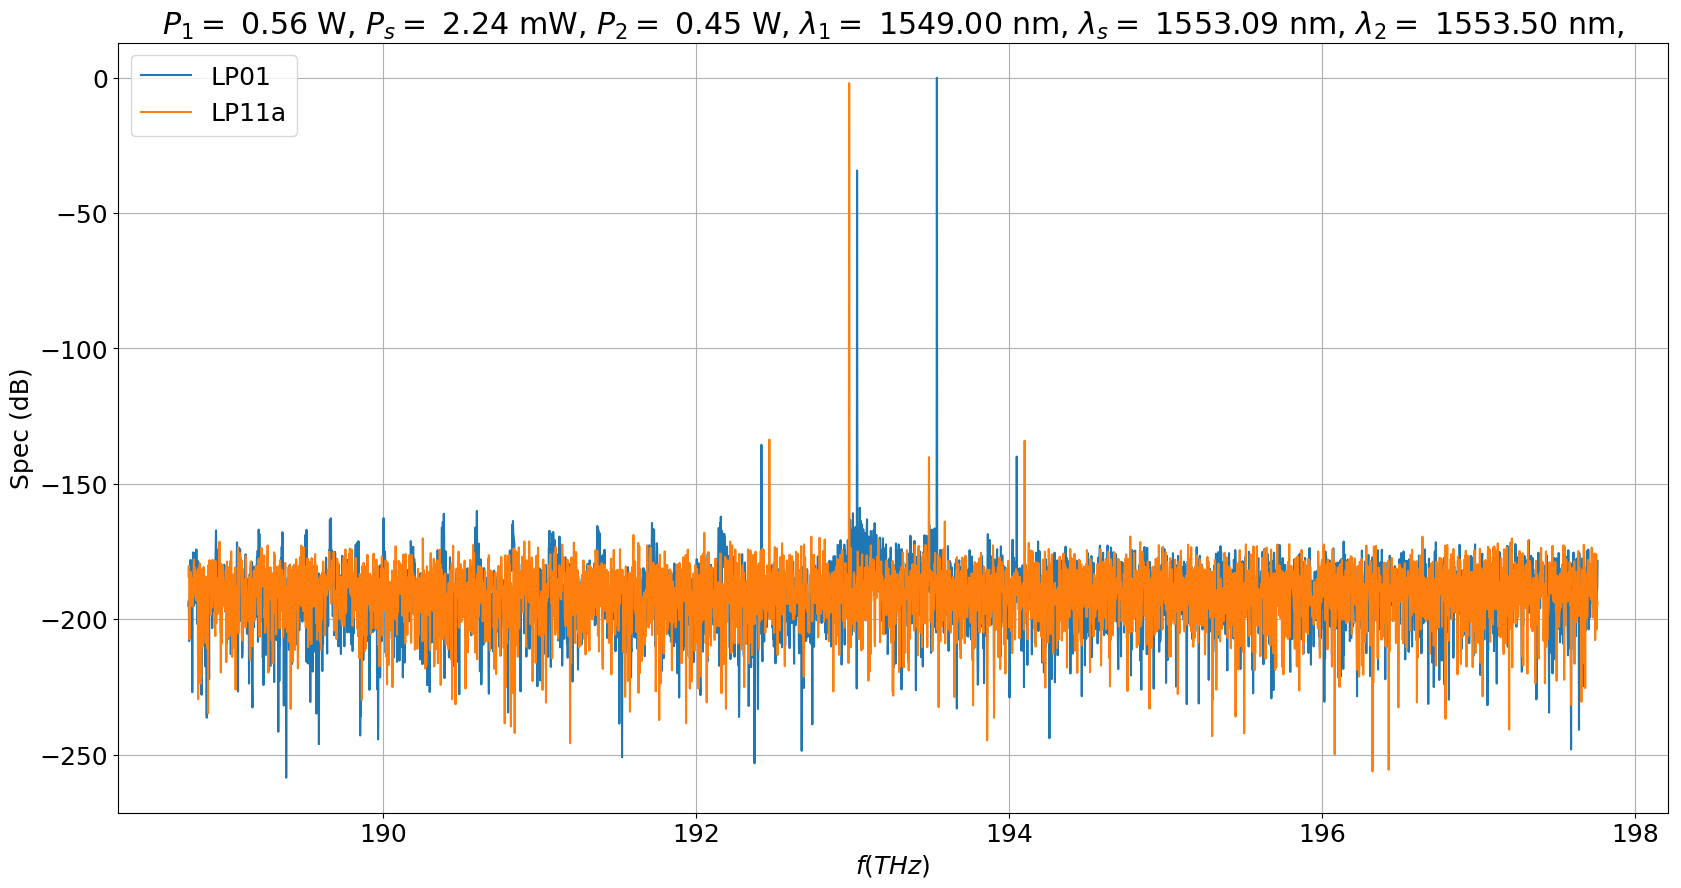 P₁ = 0.56 W, Pₛ = 2.24 mW, P₂ = 0.45 W, λ₁ = 1549.00 nm, λₛ = 1553.09 nm, λ₂ = 1553.50 nm,
LP01
LP11a
Spec (dB)
0
−50
−100
−150
−200
−250
190
192
194
196
198
f(THz)